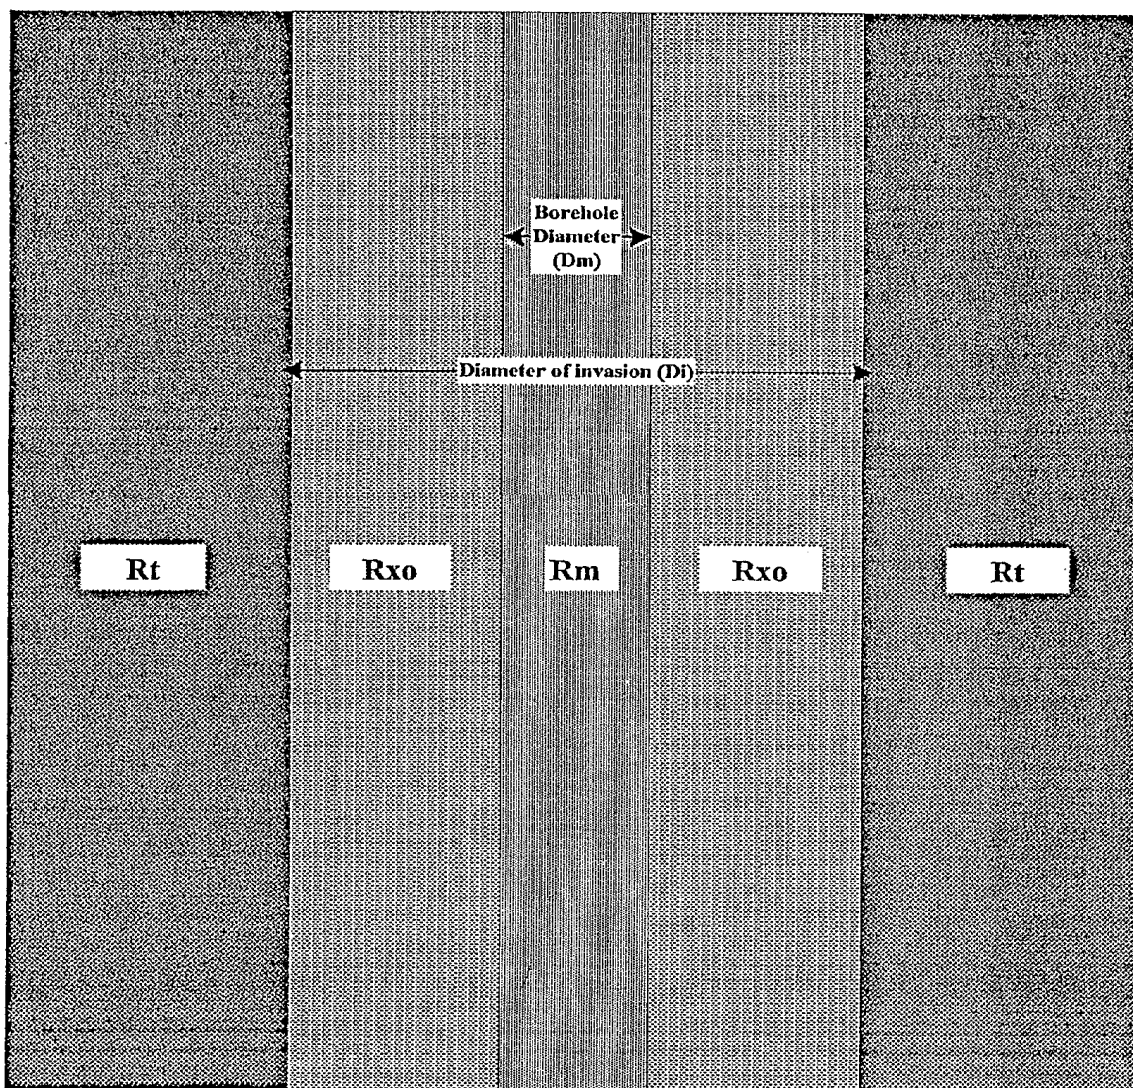 Borehole
Diameter
(Dm)
Diameter of invasion (Di)
Rt
Rxo
Rm
Rxo
Rt